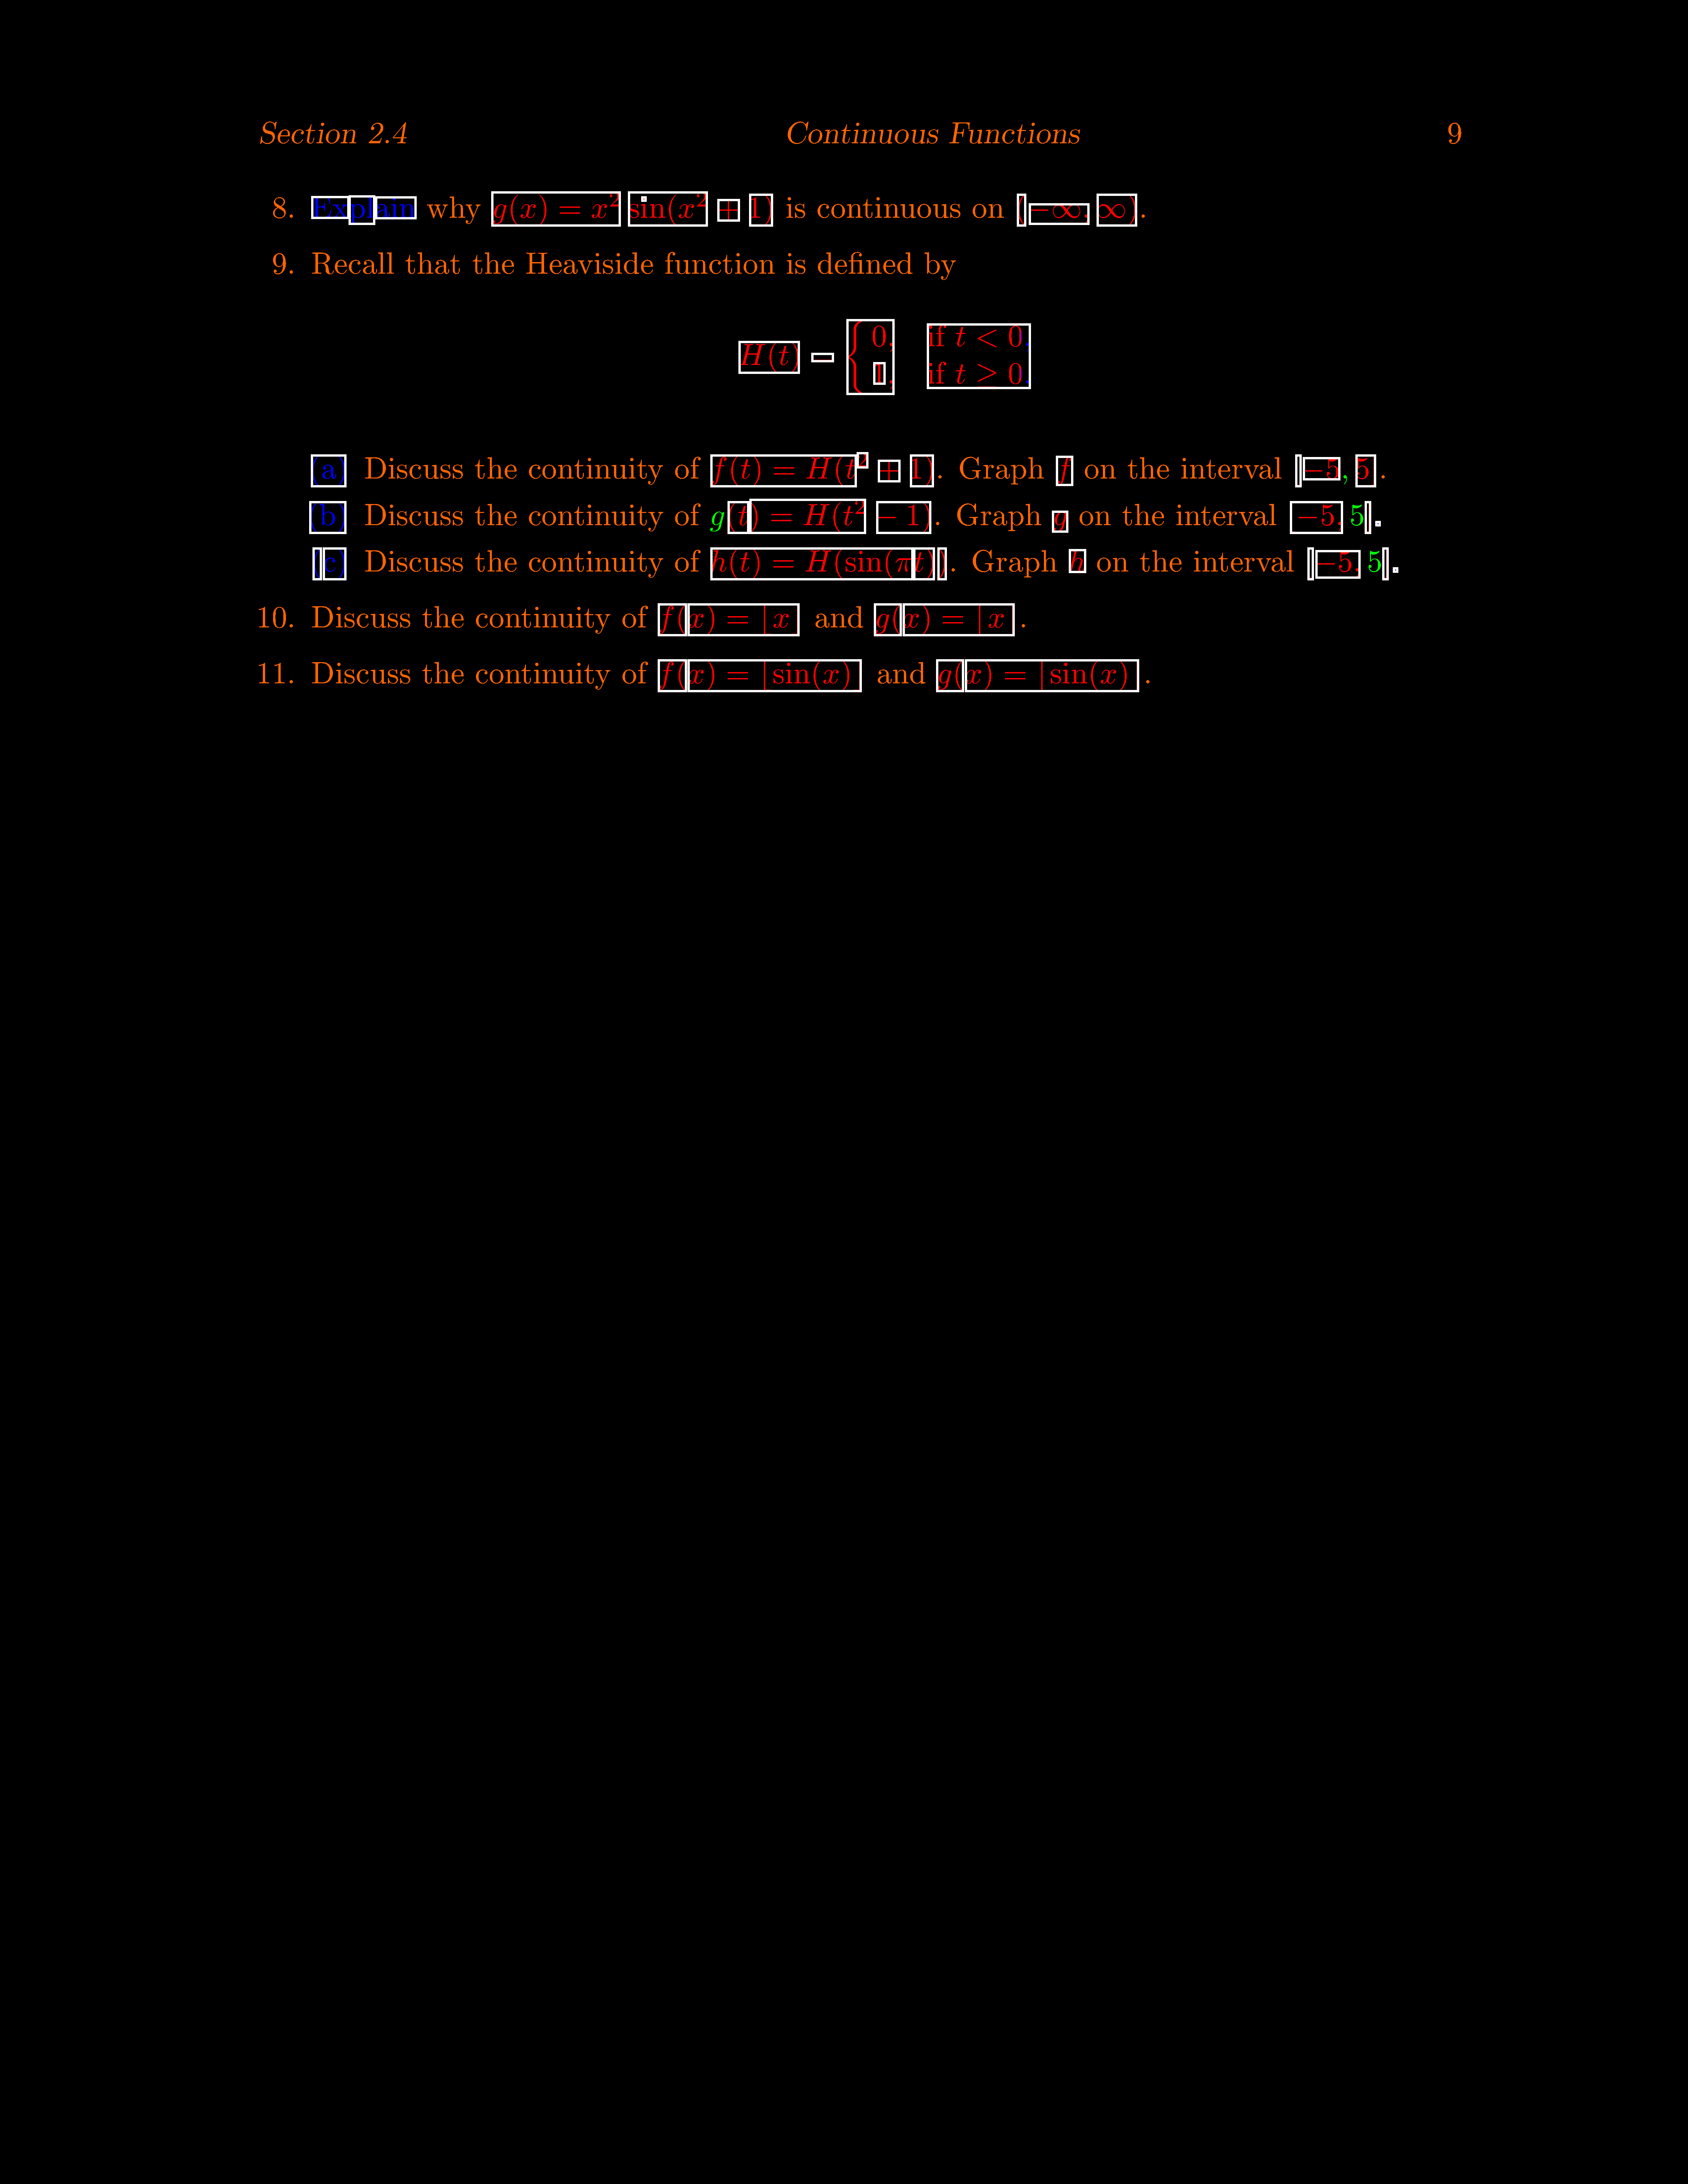 Section 2.4 Continuous Functions 9
8. Explain why g(x) = x² sin(x² + 1) is continuous on (−∞, ∞).
9. Recall that the Heaviside function is defined by
H(t) = { 0, if t < 0,
1, if t ≥ 0.
(a) Discuss the continuity of f(t) = H(t² + 1). Graph f on the interval [−5, 5].
(b) Discuss the continuity of g(t) = H(t² − 1). Graph g on the interval [−5, 5].
(c) Discuss the continuity of h(t) = H(sin(πt)). Graph h on the interval [−5, 5].
10. Discuss the continuity of f(x) = |x| and g(x) = |x|.
11. Discuss the continuity of f(x) = |sin(x)| and g(x) = |sin(x)|.